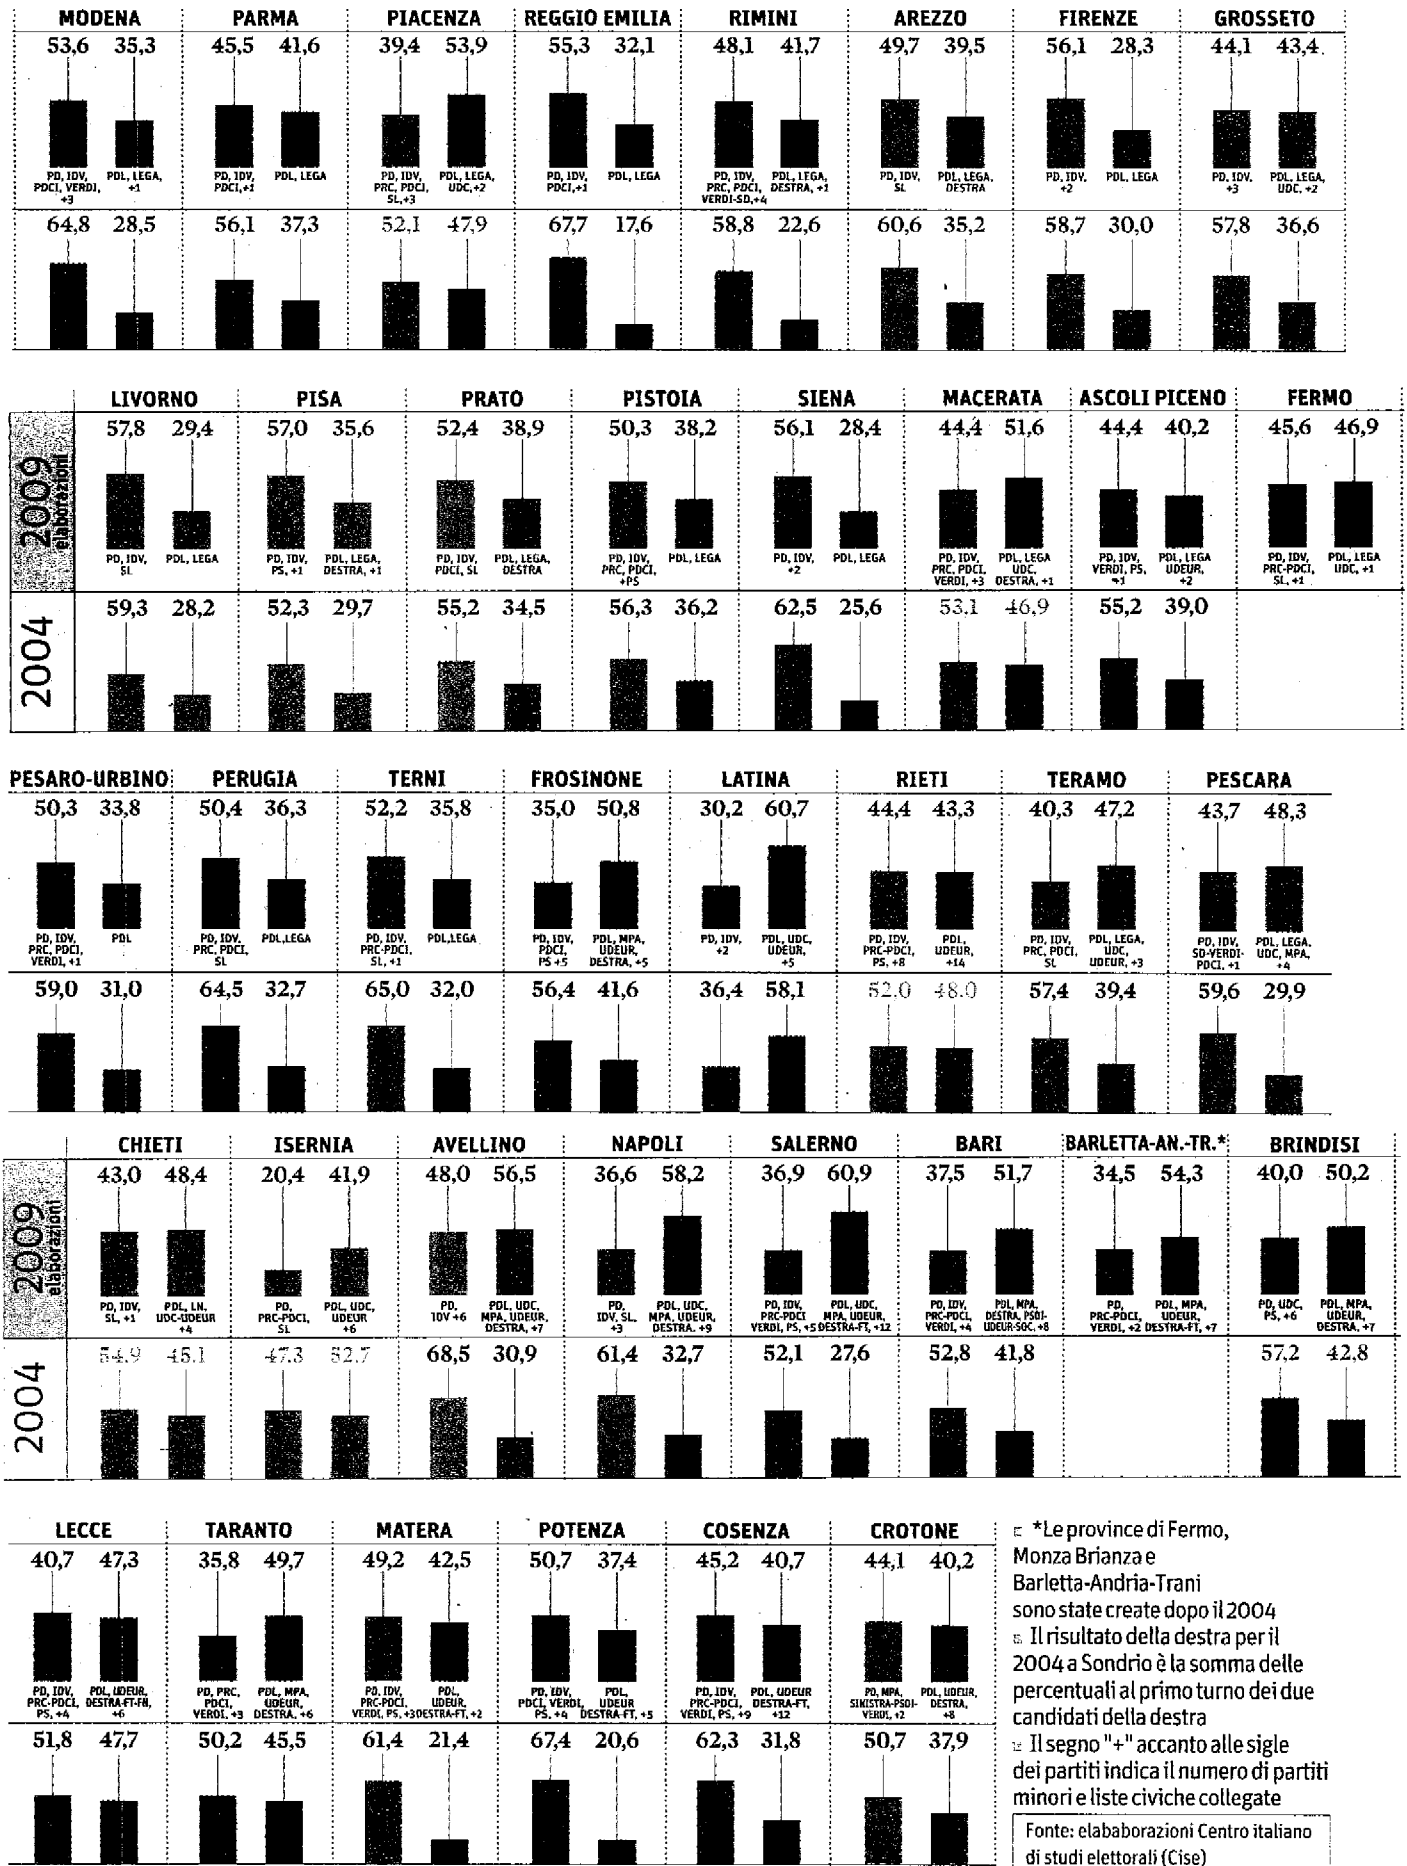 MODENA PARMA PIACENZA REGGIO EMILIA RIMINI AREZZO FIRENZE GROSSETO
53,6 35,3 45,5 41,6 39,4 53,9 55,3 32,1 48,1 41,7 49,7 39,5 56,1 28,3 44,1 43,4
PD, IDV, PDL, LEGA, PD, IDV, PDL, LEGA PD, IDV, PDL, LEGA, PD, IDV, PDL, LEGA PD, IDV, PDL, LEGA, PD, IDV, PDL, LEGA, PD, IDV, PDL, LEGA PD, IDV, PDL, LEGA,
PDCI, VERDI, +1 PDCI,+1 PRC, PDCI, UDC,+2 PDCI,+1 PRC, PDCI, DESTRA, +1 SL DESTRA +2 +3 UDC, +2
+3 SL,+3 VERDI-SD,+4
64,8 28,5 56,1 37,3 52,1 47,9 67,7 17,6 58,8 22,6 60,6 35,2 58,7 30,0 57,8 36,6
LIVORNO PISA PRATO PISTOIA SIENA MACERATA ASCOLI PICENO FERMO
2009
elaborazioni
57,8 29,4 57,0 35,6 52,4 38,9 50,3 38,2 56,1 28,4 44,4 51,6 44,4 40,2 45,6 46,9
PD, IDV, PDL, LEGA PD, IDV, PDL, LEGA, PD, IDV, PDL, LEGA, PD, IDV, PDL, LEGA PD, IDV, PDL, LEGA PD, IDV, PDL, LEGA PD, IDV, PDL, LEGA PD, IDV, PDL, LEGA
SL PS, +1 DESTRA, +1 PDCI, SL DESTRA PRC, PDCI, +2 PRC, PDCI, UDC, VERDI, PS, UDEUR, PRC-PDCI, UDC, +1
+PS VERDI, +3 DESTRA, +1 +1 +2 SL, +1
2004
59,3 28,2 52,3 29,7 55,2 34,5 56,3 36,2 62,5 25,6 53,1 46,9 55,2 39,0
PESARO-URBINO PERUGIA TERNI FROSINONE LATINA RIETI TERAMO PESCARA
50,3 33,8 50,4 36,3 52,2 35,8 35,0 50,8 30,2 60,7 44,4 43,3 40,3 47,2 43,7 48,3
PD, IDV, PDL PD, IDV, PDL,LEGA PD, IDV, PDL,LEGA PD, IDV, PDL, MPA, PD, IDV, PDL, UDC, PD, IDV, PDL, PD, IDV, PDL, LEGA, PD, IDV, PDL, LEGA,
PRC, PDCI, PRC, PDCI, PRC-PDCI, PDCI, UDEUR, +2 UDEUR, PRC-PDCI, UDEUR, PRC, PDCI, UDC, SD-VERDI- UDC, MPA,
VERDI, +1 SL SL, +1 PS +5 DESTRA, +5 +5 PS, +8 +14 SL UDEUR, +3 PDCI, +1 +4
59,0 31,0 64,5 32,7 65,0 32,0 56,4 41,6 36,4 58,1 52,0 48,0 57,4 39,4 59,6 29,9
CHIETI ISERNIA AVELLINO NAPOLI SALERNO BARI BARLETTA-AN.-TR.* BRINDISI
2009
elaborazioni
43,0 48,4 20,4 41,9 48,0 56,5 36,6 58,2 36,9 60,9 37,5 51,7 34,5 54,3 40,0 50,2
PD, IDV, PDL, LN, PD, PDL, UDC, PD, PDL, UDC, PD, PDL, UDC, PD, IDV, PDL, UDC, PD, IDV, PDL, MPA, PD, PDL, MPA, PD, UDC, PDL, MPA,
SL, +1 UDC-UDEUR PRC-PDCI, UDEUR IDV +6 MPA, UDEUR, IDV, SL, MPA, UDEUR, PRC-PDCI MPA, UDEUR, PRC-PDCI, DESTRA, PSDI- PRC-PDCI, UDEUR, PS, +6 UDEUR,
+4 SL +6 DESTRA, +7 +3 DESTRA, +9 VERDI, PS, +5 DESTRA-FT, +12 VERDI, +4 UDEUR-SOC, +8 VERDI, +2 DESTRA-FT, +7 DESTRA, +7
2004
54,9 45,1 47,3 52,7 68,5 30,9 61,4 32,7 52,1 27,6 52,8 41,8 57,2 42,8
LECCE TARANTO MATERA POTENZA COSENZA CROTONE
40,7 47,3 35,8 49,7 49,2 42,5 50,7 37,4 45,2 40,7 44,1 40,2
PD, IDV, PDL, UDEUR, PD, PRC, PDL, MPA, PD, IDV, PDL, PD, IDV, PDL, PD, IDV, PDL, UDEUR PD, MPA, PDL, UDEUR,
PRC-PDCI, DESTRA-FT-FN, PDCI, UDEUR, PRC-PDCI, UDEUR, PDCI, VERDI, UDEUR PRC-PDCI, DESTRA-FT, SINISTRA-PSDI- DESTRA,
PS, +4 +6 VERDI, +3 DESTRA, +6 VERDI, PS, +3 DESTRA-FT, +2 PS, +4 DESTRA-FT, +5 VERDI, PS, +9 +12 VERDI, +2 +8
51,8 47,7 50,2 45,5 61,4 21,4 67,4 20,6 62,3 31,8 50,7 37,9
*Le province di Fermo,
Monza Brianza e
Barletta-Andria-Trani
sono state create dopo il 2004
Il risultato della destra per il
2004 a Sondrio è la somma delle
percentuali al primo turno dei due
candidati della destra
Il segno "+" accanto alle sigle
dei partiti indica il numero di partiti
minori e liste civiche collegate
Fonte: elababorazioni Centro italiano
di studi elettorali (Cise)